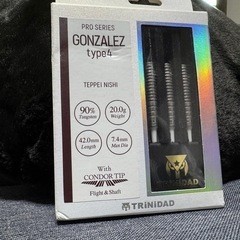 PRO SERIES
GONZALEZ
type4
TEPPEI NISHI
90%
Tungsten
20.0g
Weight
42.0mm
Length
7.4mm
Max Dia
With
CONDOR TIP
Flight & Shaft
TRiNiDAD
TRiNiDAD